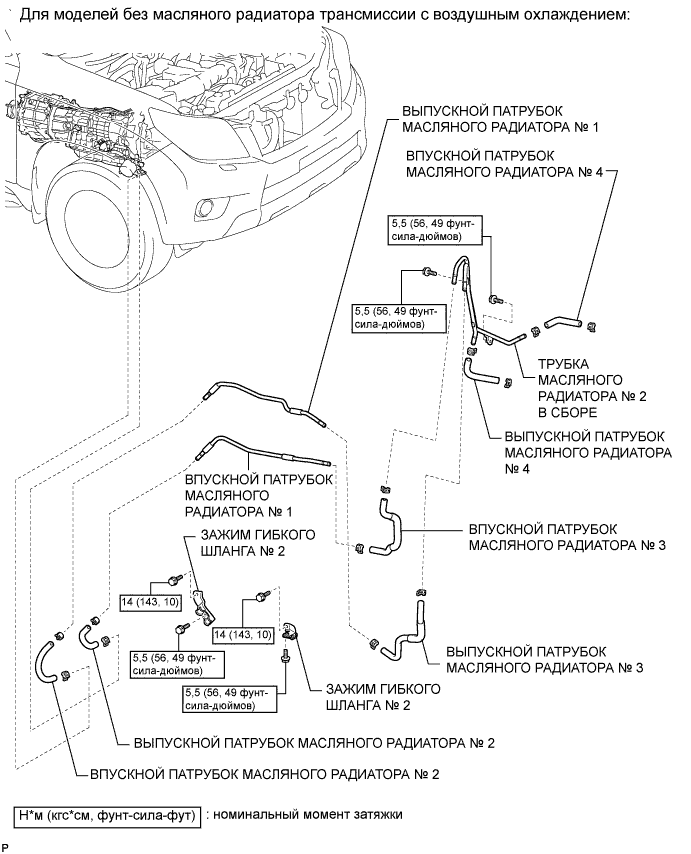 Для моделей без масляного радиатора трансмиссии с воздушным охлаждением:
ВЫПУСКНОЙ ПАТРУБОК
МАСЛЯНОГО РАДИАТОРА № 1
ВПУСКНОЙ ПАТРУБОК
МАСЛЯНОГО РАДИАТОРА № 4
5,5 (56, 49 фунт-
сила-дюймов)
5,5 (56, 49 фунт-
сила-дюймов)
ТРУБКА
МАСЛЯНОГО
РАДИАТОРА № 2
В СБОРЕ
ВЫПУСКНОЙ ПАТРУБОК
МАСЛЯНОГО РАДИАТОРА
№ 4
ВПУСКНОЙ ПАТРУБОК
МАСЛЯНОГО
РАДИАТОРА № 1
ВПУСКНОЙ ПАТРУБОК
МАСЛЯНОГО РАДИАТОРА № 3
ЗАЖИМ ГИБКОГО
ШЛАНГА № 2
14 (143, 10)
14 (143, 10)
5,5 (56, 49 фунт-
сила-дюймов)
5,5 (56, 49 фунт-
сила-дюймов)
ВЫПУСКНОЙ ПАТРУБОК
МАСЛЯНОГО РАДИАТОРА № 3
ЗАЖИМ ГИБКОГО
ШЛАНГА № 2
ВЫПУСКНОЙ ПАТРУБОК МАСЛЯНОГО РАДИАТОРА № 2
ВПУСКНОЙ ПАТРУБОК МАСЛЯНОГО РАДИАТОРА № 2
Н*м (кгс*см, фунт-сила-фут) : номинальный момент затяжки
P